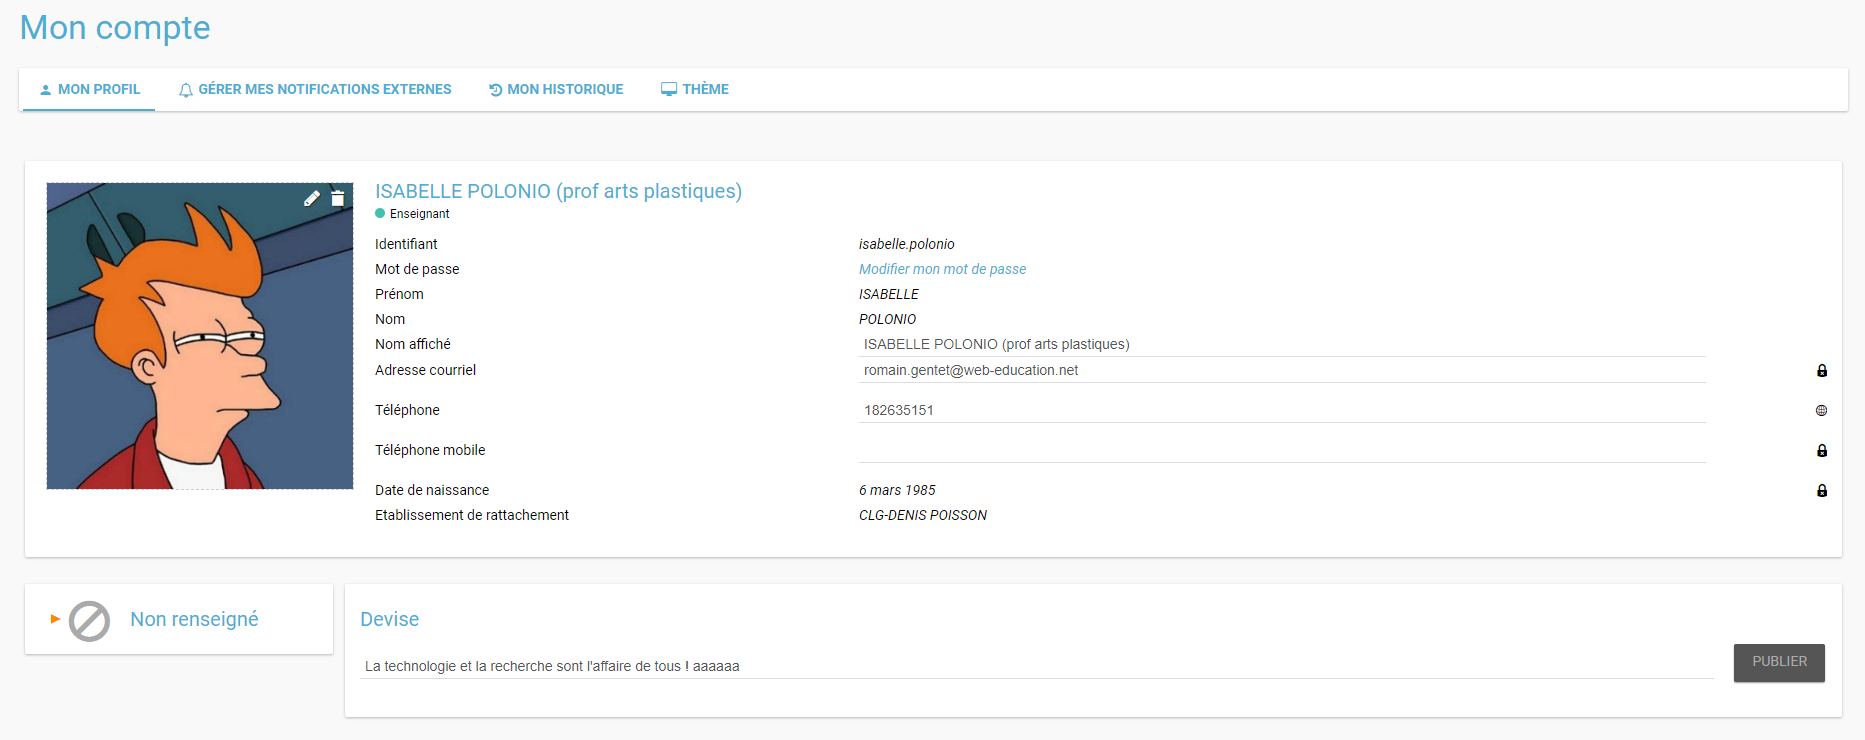 Mon compte
MON PROFIL GÉRER MES NOTIFICATIONS EXTERNES MON HISTORIQUE THÈME
ISABELLE POLONIO (prof arts plastiques)
Enseignant
Identifiant isabelle.polonio
Mot de passe Modifier mon mot de passe
Prénom ISABELLE
Nom POLONIO
Nom affiché ISABELLE POLONIO (prof arts plastiques)
Adresse courriel romain.gentet@web-education.net
Téléphone 182635151
Téléphone mobile
Date de naissance 6 mars 1985
Etablissement de rattachement CLG-DENIS POISSON
Non renseigné
Devise
La technologie et la recherche sont l'affaire de tous ! aaaaaa
PUBLIER